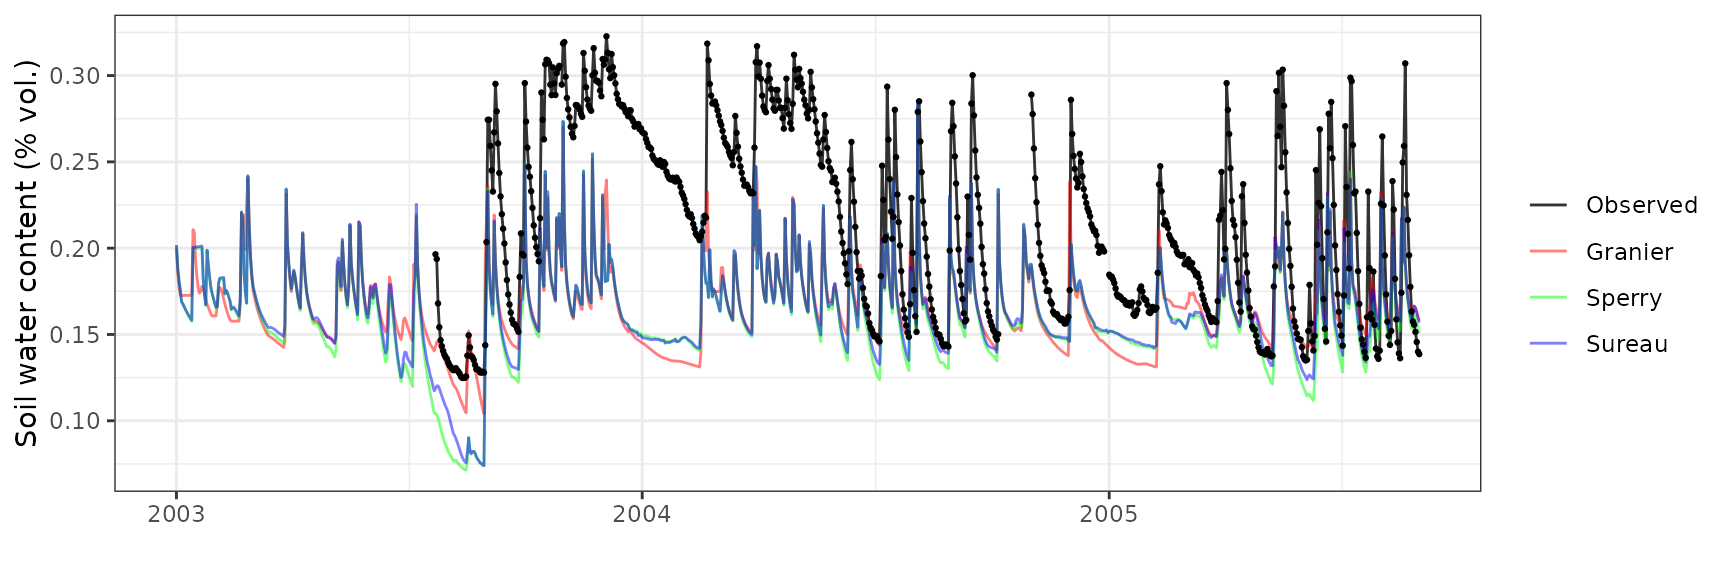 Soil water content (% vol.)
0.30
0.25
0.20
0.15
0.10
2003
2004
2005
Observed
Granier
Sperry
Sureau